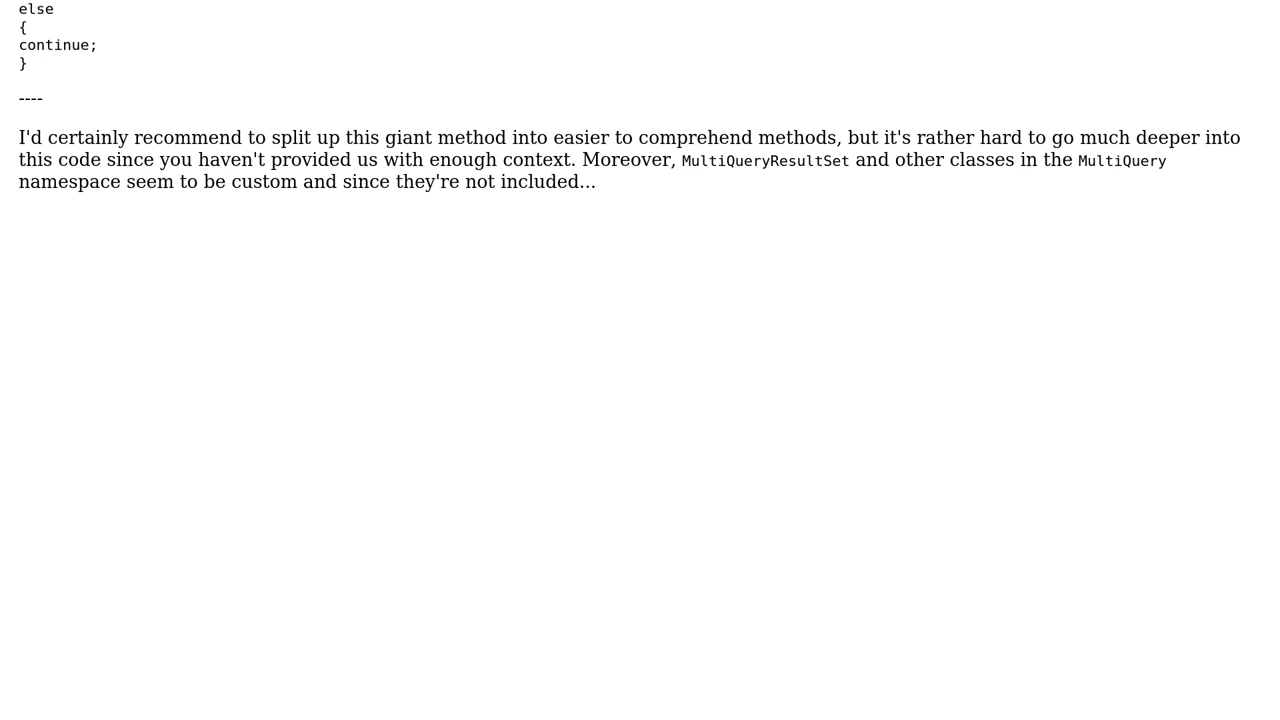 else
{
continue;
}
----
I'd certainly recommend to split up this giant method into easier to comprehend methods, but it's rather hard to go much deeper into
this code since you haven't provided us with enough context. Moreover, MultiQueryResultSet and other classes in the MultiQuery
namespace seem to be custom and since they're not included...